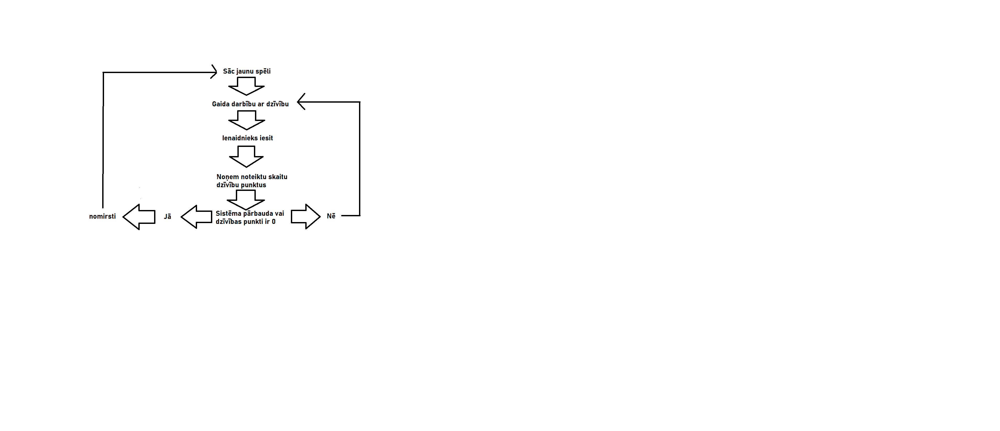 Sāc jaunu spēli
Gaida darbību ar dzīvību
Ienaidnieks iesit
Noņem noteiktu skaitu
dzīvību punktus
nomirsti
Jā
Sistēma pārbauda vai
dzīvības punkti ir 0
Nē